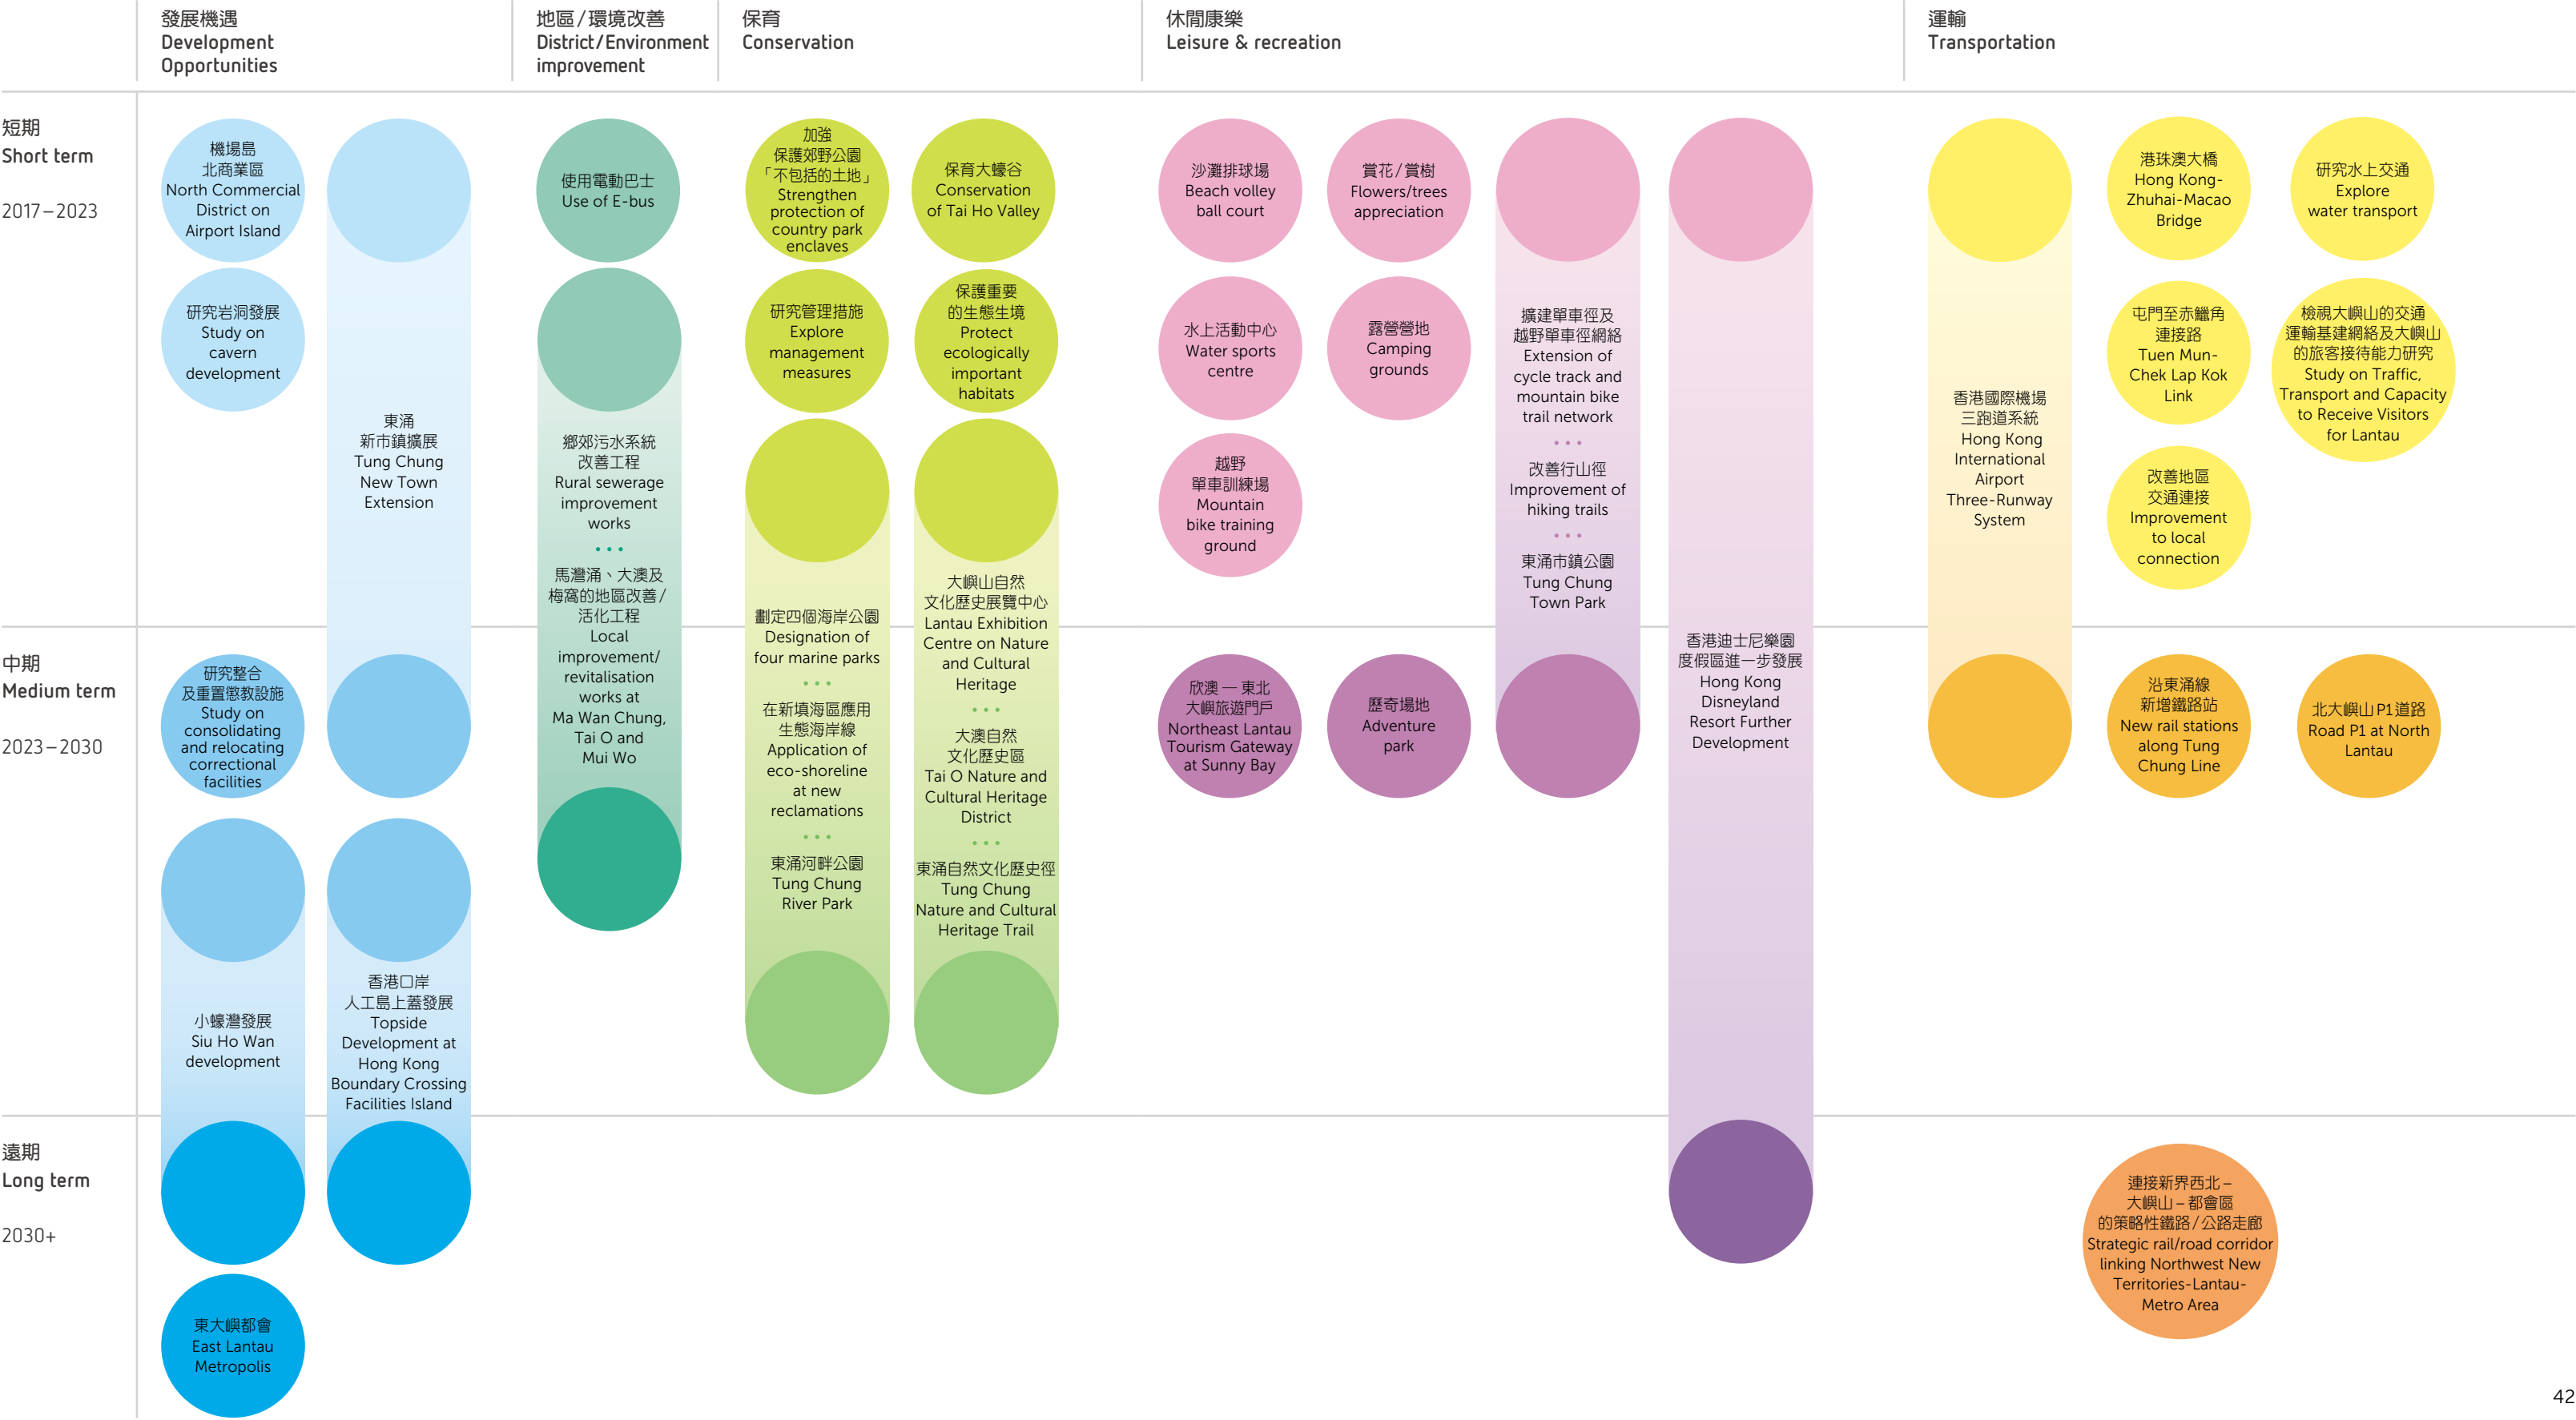 發展機遇
Development
Opportunities
地區/環境改善
District/Environment
improvement
保育
Conservation
休閒康樂
Leisure & recreation
運輸
Transportation
短期
Short term
2017–2023
機場島
北商業區
North Commercial
District on
Airport Island
研究岩洞發展
Study on
cavern
development
東涌
新市鎮擴展
Tung Chung
New Town
Extension
使用電動巴士
Use of E-bus
鄉郊污水系統
改善工程
Rural sewerage
improvement
works
• • •
馬灣涌、大澳及
梅窩的地區改善/
活化工程
Local
improvement/
revitalisation
works at
Ma Wan Chung,
Tai O and
Mui Wo
加強
保護郊野公園
「不包括的土地」
Strengthen
protection of
country park
enclaves
保育大蠔谷
Conservation
of Tai Ho Valley
研究管理措施
Explore
management
measures
保護重要
的生態生境
Protect
ecologically
important
habitats
劃定四個海岸公園
Designation of
four marine parks
• • •
在新填海區應用
生態海岸線
Application of
eco-shoreline
at new
reclamations
• • •
東涌河畔公園
Tung Chung
River Park
大嶼山自然
文化歷史展覽中心
Lantau Exhibition
Centre on Nature
and Cultural
Heritage
• • •
大澳自然
文化歷史區
Tai O Nature and
Cultural Heritage
District
• • •
東涌自然文化歷史徑
Tung Chung
Nature and Cultural
Heritage Trail
沙灘排球場
Beach volley
ball court
賞花/賞樹
Flowers/trees
appreciation
水上活動中心
Water sports
centre
露營營地
Camping
grounds
越野
單車訓練場
Mountain
bike training
ground
擴建單車徑及
越野單車徑網絡
Extension of
cycle track and
mountain bike
trail network
• • •
改善行山徑
Improvement of
hiking trails
• • •
東涌市鎮公園
Tung Chung
Town Park
香港迪士尼樂園
度假區進一步發展
Hong Kong
Disneyland
Resort Further
Development
香港國際機場
三跑道系統
Hong Kong
International
Airport
Three-Runway
System
港珠澳大橋
Hong Kong-
Zhuhai-Macao
Bridge
研究水上交通
Explore
water transport
屯門至赤鱲角
連接路
Tuen Mun-
Chek Lap Kok
Link
檢視大嶼山的交通
運輸基建網絡及大嶼山
的旅客接待能力研究
Study on Traffic,
Transport and Capacity
to Receive Visitors
for Lantau
改善地區
交通連接
Improvement
to local
connection
中期
Medium term
2023–2030
研究整合
及重置懲教設施
Study on
consolidating
and relocating
correctional
facilities
小蠔灣發展
Siu Ho Wan
development
香港口岸
人工島上蓋發展
Topside
Development at
Hong Kong
Boundary Crossing
Facilities Island
欣澳 — 東北
大嶼旅遊門戶
Northeast Lantau
Tourism Gateway
at Sunny Bay
歷奇場地
Adventure
park
沿東涌線
新增鐵路站
New rail stations
along Tung
Chung Line
北大嶼山 P1 道路
Road P1 at North
Lantau
遠期
Long term
2030+
東大嶼都會
East Lantau
Metropolis
連接新界西北 –
大嶼山 – 都會區
的策略性鐵路/公路走廊
Strategic rail/road corridor
linking Northwest New
Territories-Lantau-
Metro Area
42